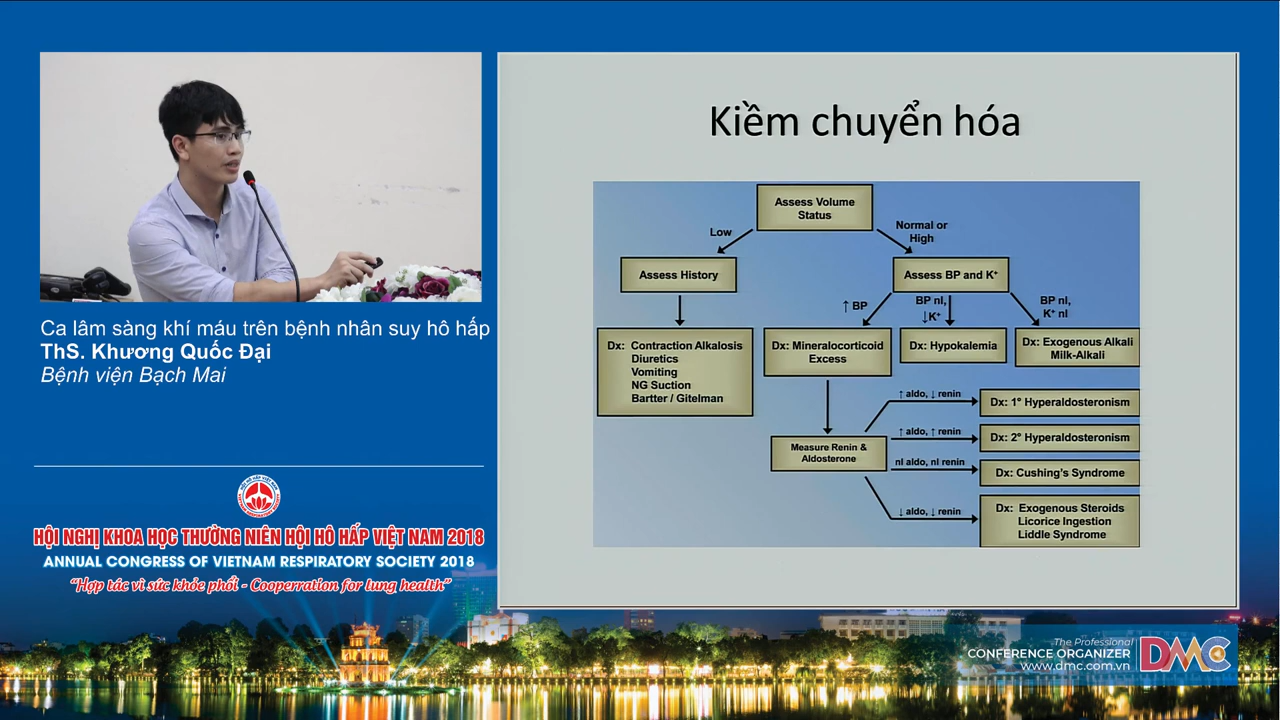 Ca lâm sàng khí máu trên bệnh nhân suy hô hấp
ThS. Khương Quốc Đại
Bệnh viện Bạch Mai
HỘI NGHỊ KHOA HỌC THƯỜNG NIÊN HỘI HÔ HẤP VIỆT NAM 2018
ANNUAL CONGRESS OF VIETNAM RESPIRATORY SOCIETY 2018
"Hợp tác vì sức khỏe phổi - Cooperration for lung health"
Kiềm chuyển hóa
Assess Volume
Status
Low
Normal or
High
Assess History
Assess BP and K⁺
↑ BP
BP nl,
↓K⁺
BP nl,
K⁺ nl
Dx: Contraction Alkalosis
Diuretics
Vomiting
NG Suction
Bartter / Gitelman
Dx: Mineralocorticoid
Excess
Dx: Hypokalemia
Dx: Exogenous Alkali
Milk-Alkali
Measure Renin &
Aldosterone
↑ aldo, ↓ renin
Dx: 1° Hyperaldosteronism
↑ aldo, ↑ renin
Dx: 2° Hyperaldosteronism
nl aldo, nl renin
Dx: Cushing's Syndrome
↓ aldo, ↓ renin
Dx: Exogenous Steroids
Licorice Ingestion
Liddle Syndrome
The Professional
CONFERENCE ORGANIZER
www.dmc.com.vn
DMC